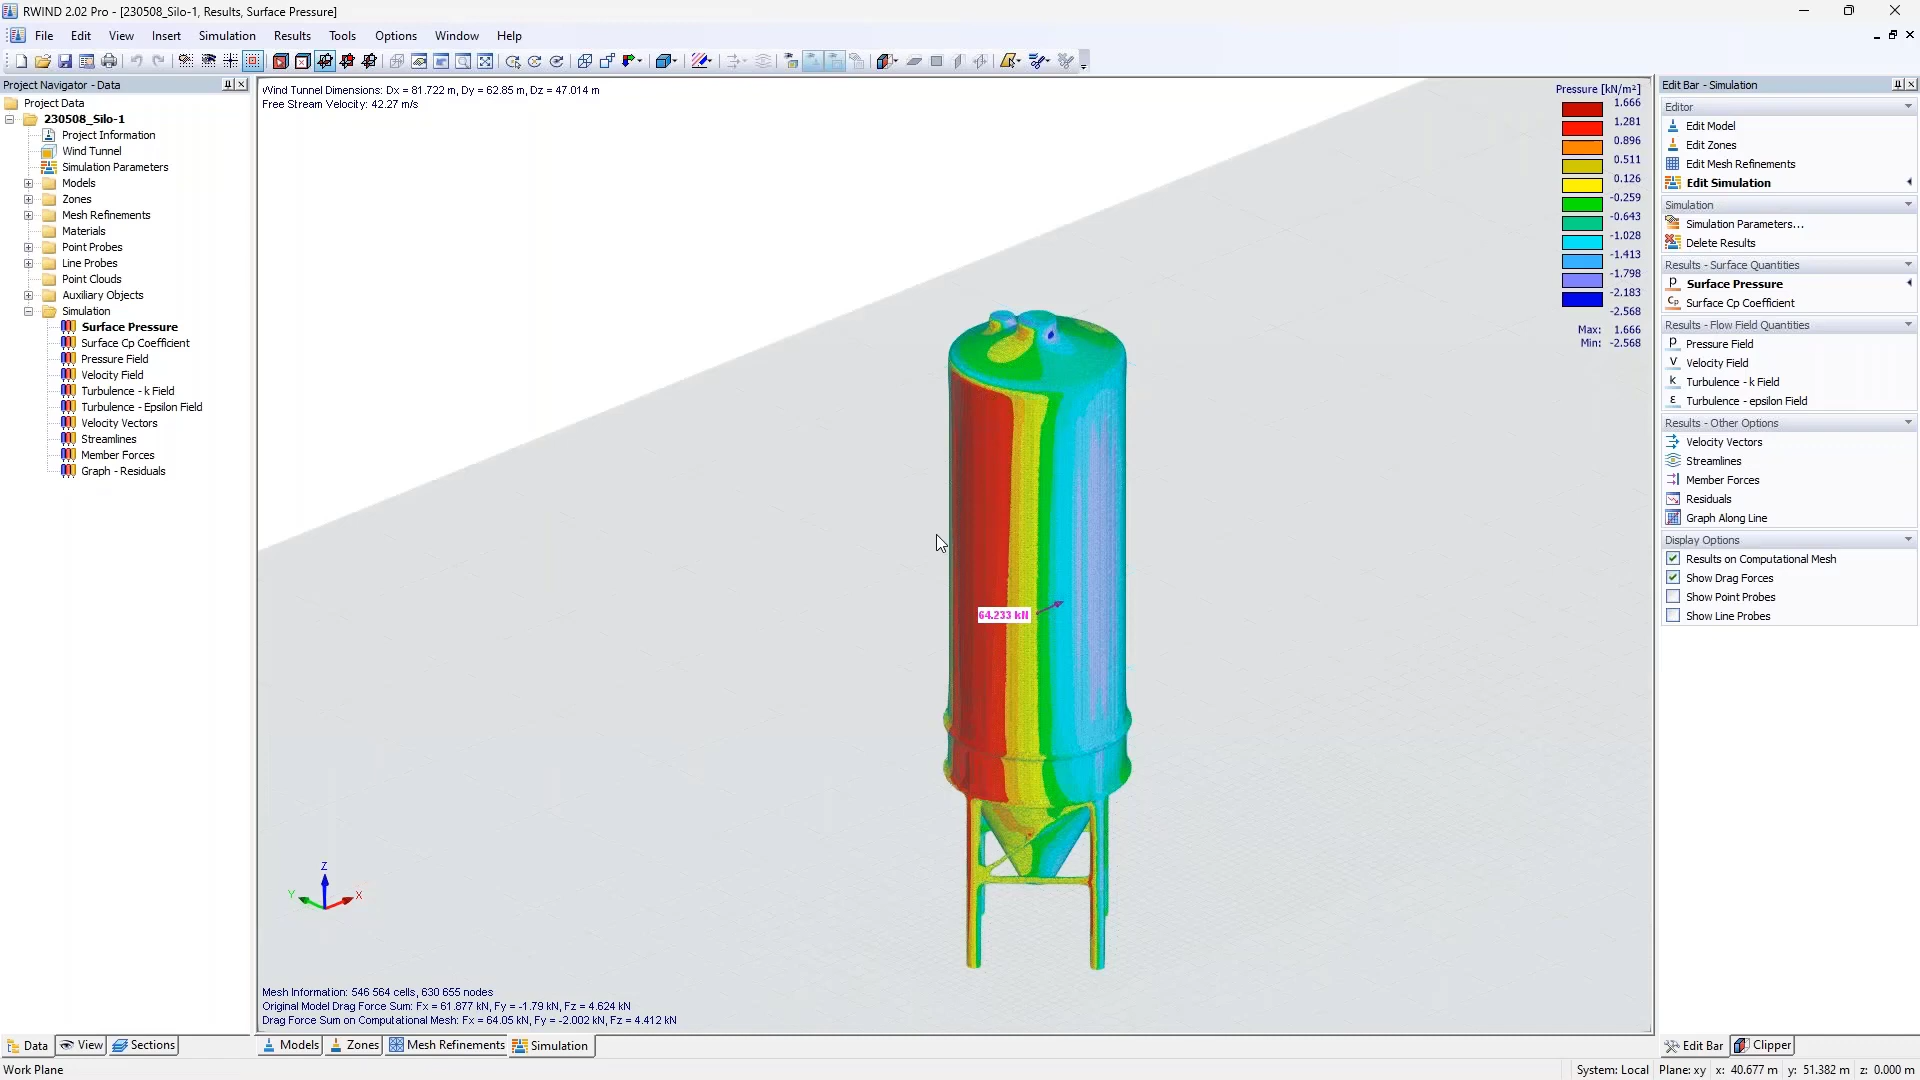 RWIND 2.02 Pro - [230508_Silo-1, Results, Surface Pressure]
File Edit View Insert Simulation Results Tools Options Window Help
Project Navigator - Data
Project Data
230508_Silo-1
Project Information
Wind Tunnel
Simulation Parameters
Models
Zones
Mesh Refinements
Materials
Point Probes
Line Probes
Point Clouds
Auxiliary Objects
Simulation
Surface Pressure
Surface Cp Coefficient
Pressure Field
Velocity Field
Turbulence - k Field
Turbulence - Epsilon Field
Velocity Vectors
Streamlines
Member Forces
Graph - Residuals
Data View Sections
Wind Tunnel Dimensions: Dx = 81.722 m, Dy = 62.85 m, Dz = 47.014 m
Free Stream Velocity: 42.27 m/s
Pressure [kN/m²]
1.666
1.281
0.896
0.511
0.126
-0.259
-0.643
-1.028
-1.413
-1.798
-2.183
-2.568
Max: 1.666
Min: -2.568
64.233 kN
Z
Y
X
Mesh Information: 546 564 cells, 630 655 nodes
Original Model Drag Force Sum: Fx = 61.877 kN, Fy = -1.79 kN, Fz = 4.624 kN
Drag Force Sum on Computational Mesh: Fx = 64.05 kN, Fy = -2.002 kN, Fz = 4.412 kN
Models Zones Mesh Refinements Simulation
Edit Bar - Simulation
Editor
Edit Model
Edit Zones
Edit Mesh Refinements
Edit Simulation
Simulation
Simulation Parameters...
Delete Results
Results - Surface Quantities
p Surface Pressure
Cp Surface Cp Coefficient
Results - Flow Field Quantities
p Pressure Field
v Velocity Field
k Turbulence - k Field
ε Turbulence - epsilon Field
Results - Other Options
Velocity Vectors
Streamlines
Member Forces
Residuals
Graph Along Line
Display Options
Results on Computational Mesh
Show Drag Forces
Show Point Probes
Show Line Probes
Edit Bar Clipper
Work Plane
System: Local Plane: xy x: 40.677 m y: 51.382 m z: 0.000 m